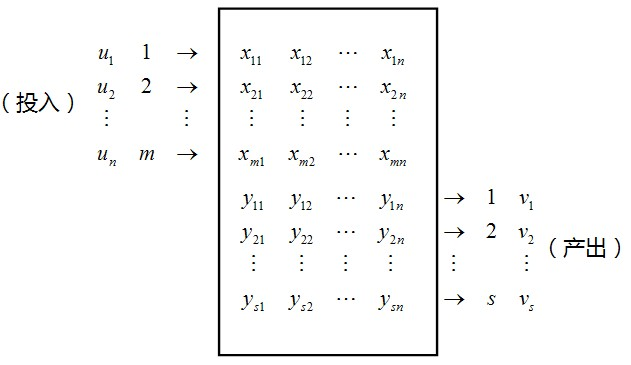 u₁ 1 → x₁₁ x₁₂ ⋯ x₁ₙ
(投入) u₂ 2 → x₂₁ x₂₂ ⋯ x₂ₙ
⋮ ⋮ ⋮ ⋮ ⋮ ⋮
uₙ m → xₘ₁ xₘ₂ ⋯ xₘₙ
y₁₁ y₁₂ ⋯ y₁ₙ → 1 v₁
y₂₁ y₂₂ ⋯ y₂ₙ → 2 v₂ (产出)
⋮ ⋮ ⋮ ⋮ ⋮ ⋮
yₛ₁ yₛ₂ ⋯ yₛₙ → s vₛ